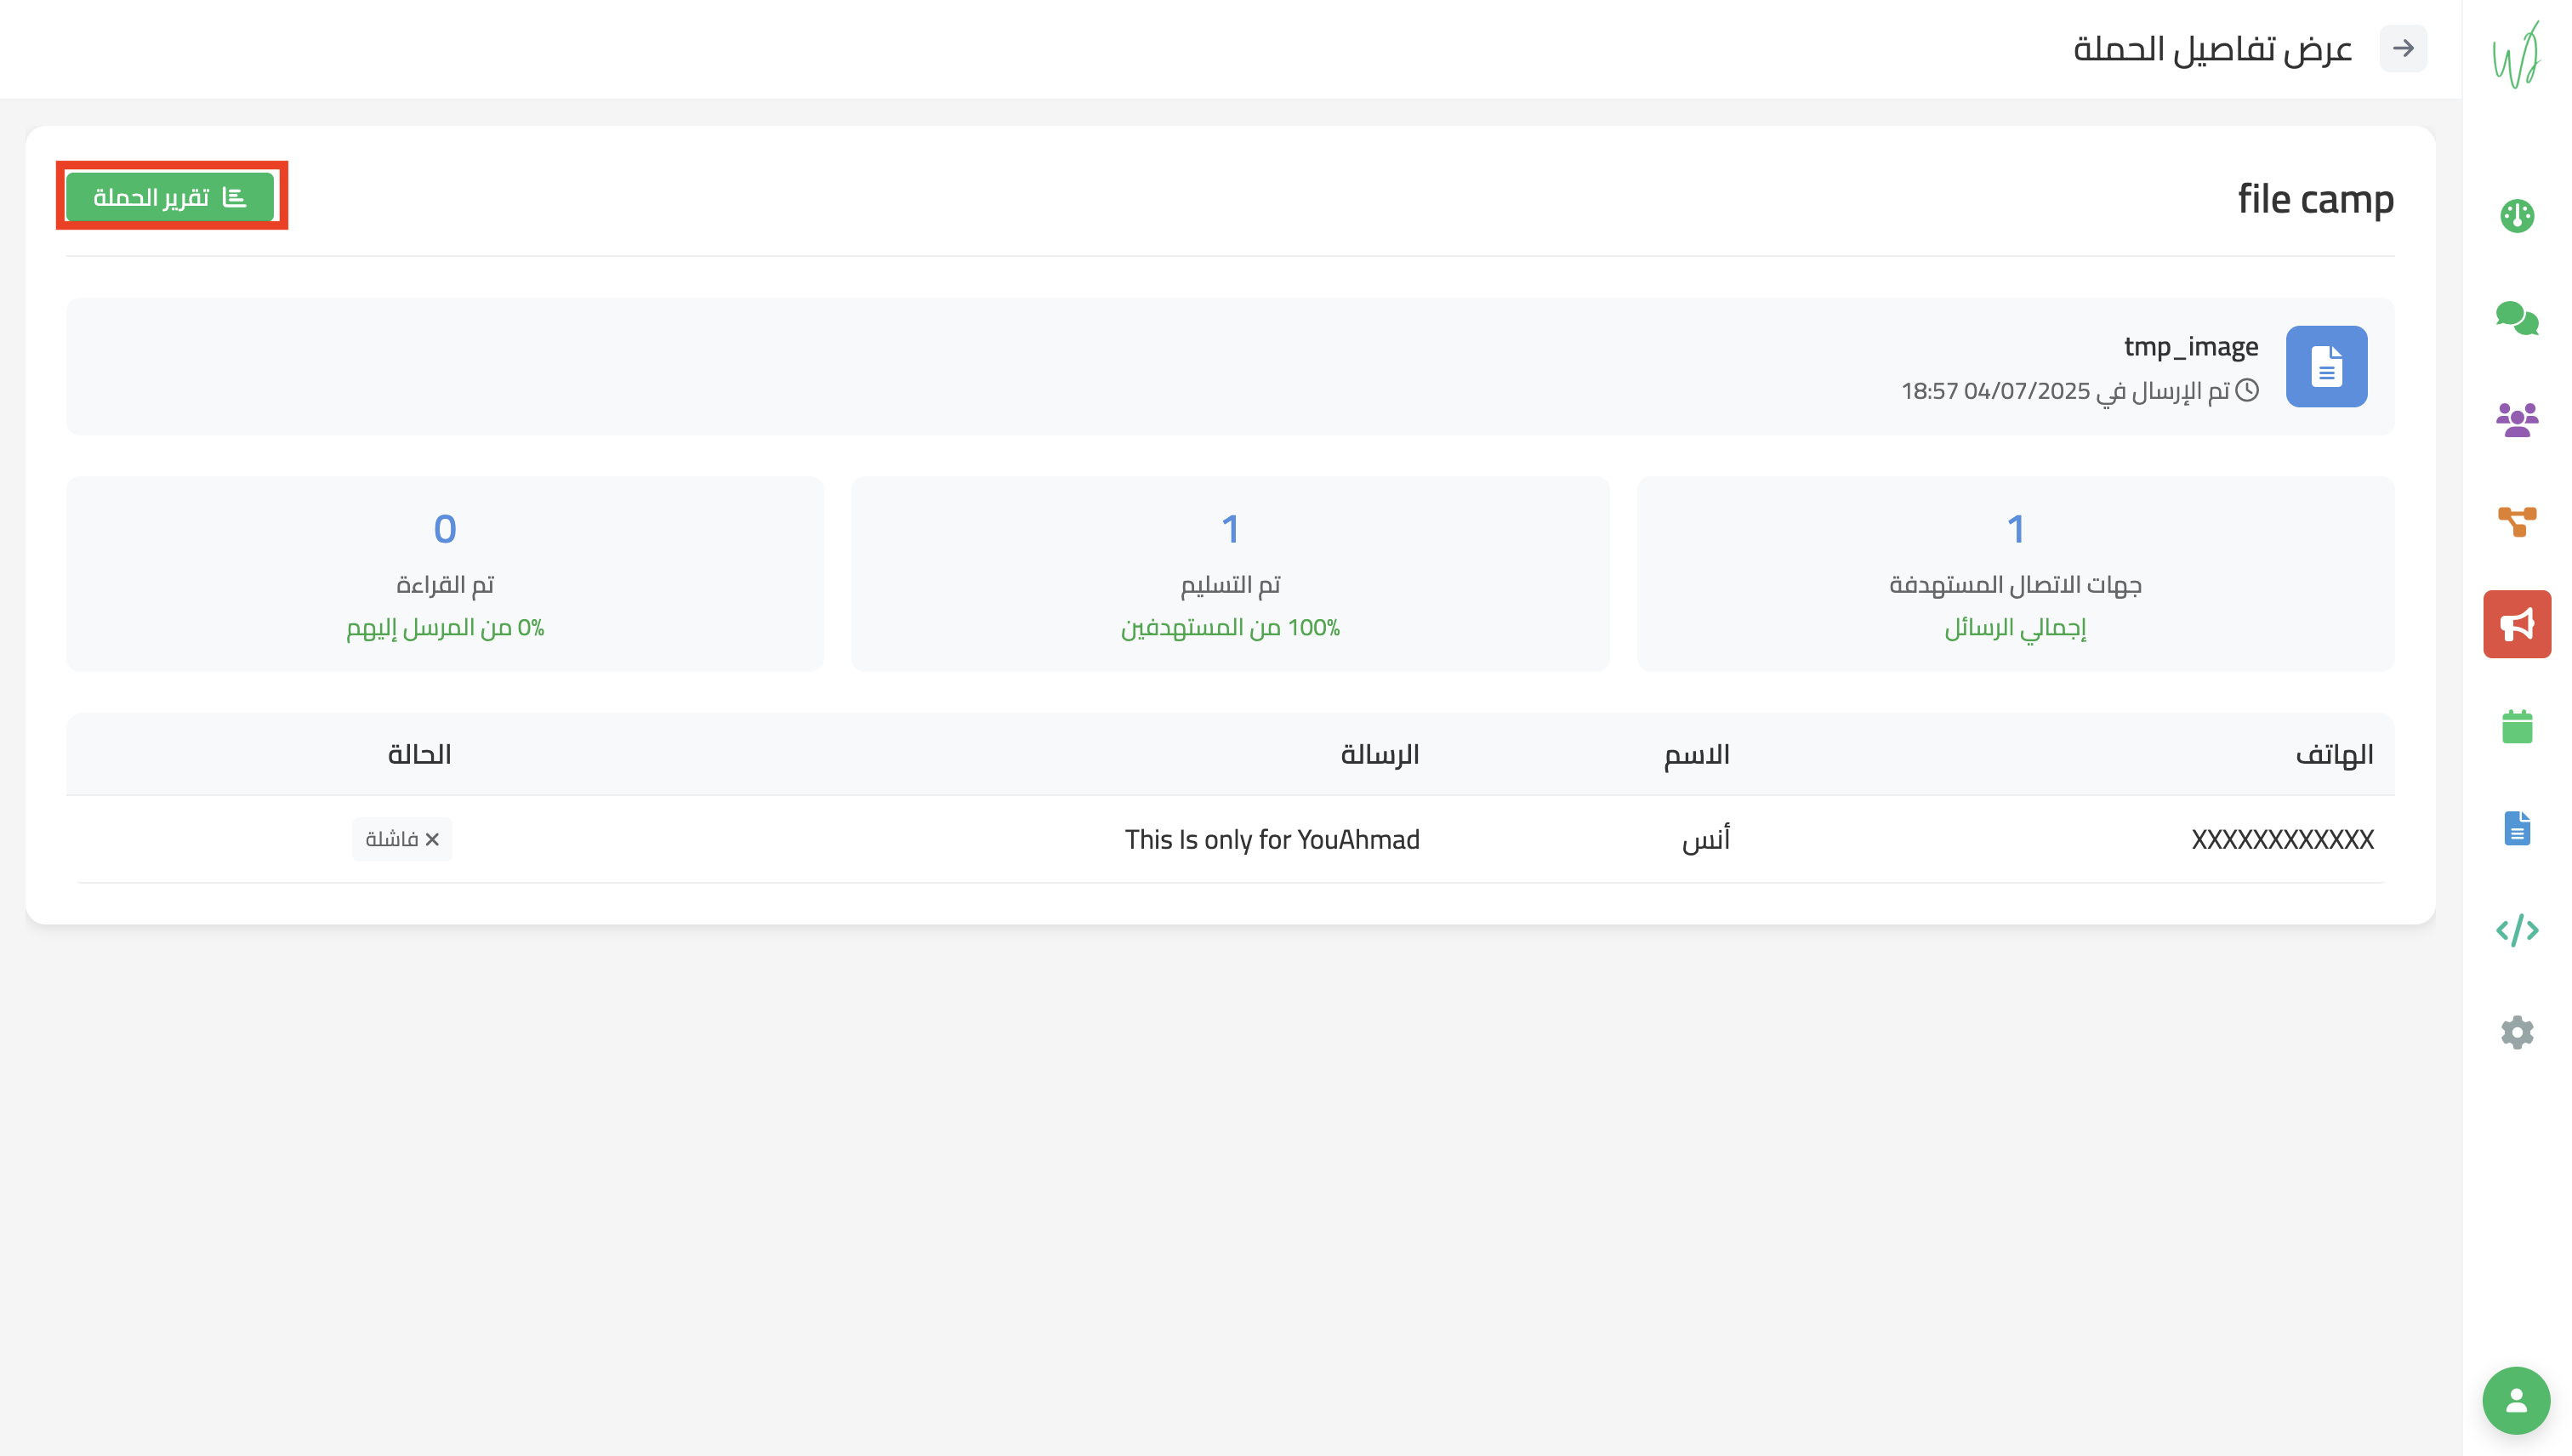 عرض تفاصيل الحملة
file camp
تقرير الحملة
tmp_image
تم الإرسال في 04/07/2025 18:57
1
جهات الاتصال المستهدفة
إجمالي الرسائل
1
تم التسليم
100% من المستهدفين
0
تم القراءة
0% من المرسل إليهم
الهاتف الاسم الرسالة الحالة
XXXXXXXXXXXX أنس This Is only for YouAhmad فاشلة